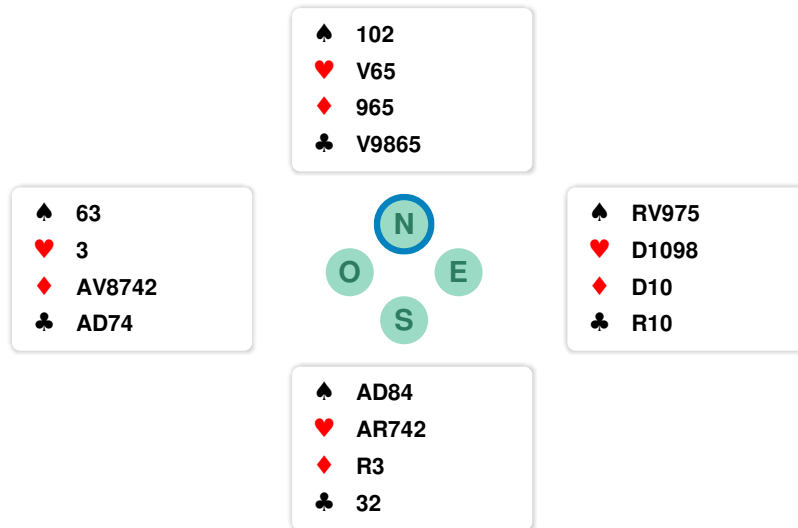 ♠ 102
♥ V65
♦ 965
♣ V9865
♠ 63
♥ 3
♦ AV8742
♣ AD74
N
O E
S
♠ RV975
♥ D1098
♦ D10
♣ R10
♠ AD84
♥ AR742
♦ R3
♣ 32